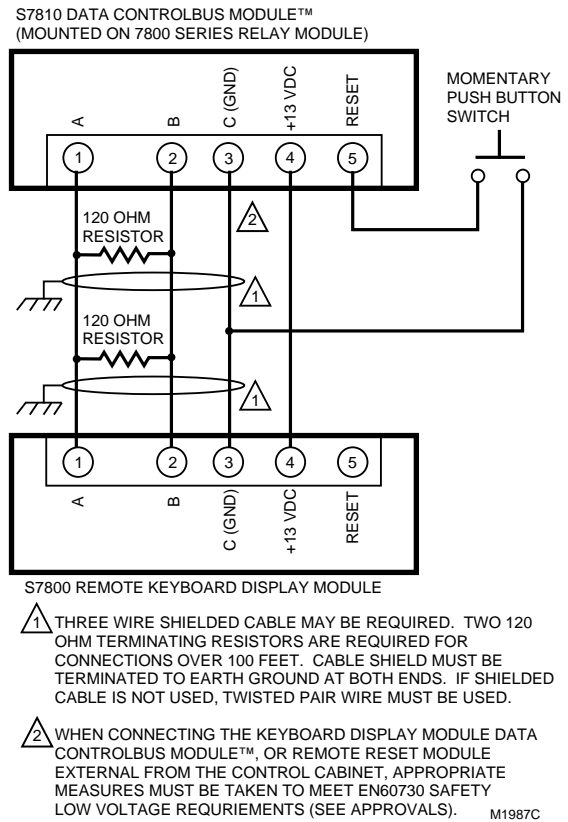 S7810 DATA CONTROLBUS MODULE™
(MOUNTED ON 7800 SERIES RELAY MODULE)
MOMENTARY
PUSH BUTTON
SWITCH
A
B
C (GND)
+13 VDC
RESET
1
2
3
4
5
120 OHM
RESISTOR
2
1
120 OHM
RESISTOR
1
1
2
3
4
5
A
B
C (GND)
+13 VDC
RESET
S7800 REMOTE KEYBOARD DISPLAY MODULE
1 THREE WIRE SHIELDED CABLE MAY BE REQUIRED. TWO 120
OHM TERMINATING RESISTORS ARE REQUIRED FOR
CONNECTIONS OVER 100 FEET. CABLE SHIELD MUST BE
TERMINATED TO EARTH GROUND AT BOTH ENDS. IF SHIELDED
CABLE IS NOT USED, TWISTED PAIR WIRE MUST BE USED.
2 WHEN CONNECTING THE KEYBOARD DISPLAY MODULE DATA
CONTROLBUS MODULE™, OR REMOTE RESET MODULE
EXTERNAL FROM THE CONTROL CABINET, APPROPRIATE
MEASURES MUST BE TAKEN TO MEET EN60730 SAFETY
LOW VOLTAGE REQURIEMENTS (SEE APPROVALS).
M1987C